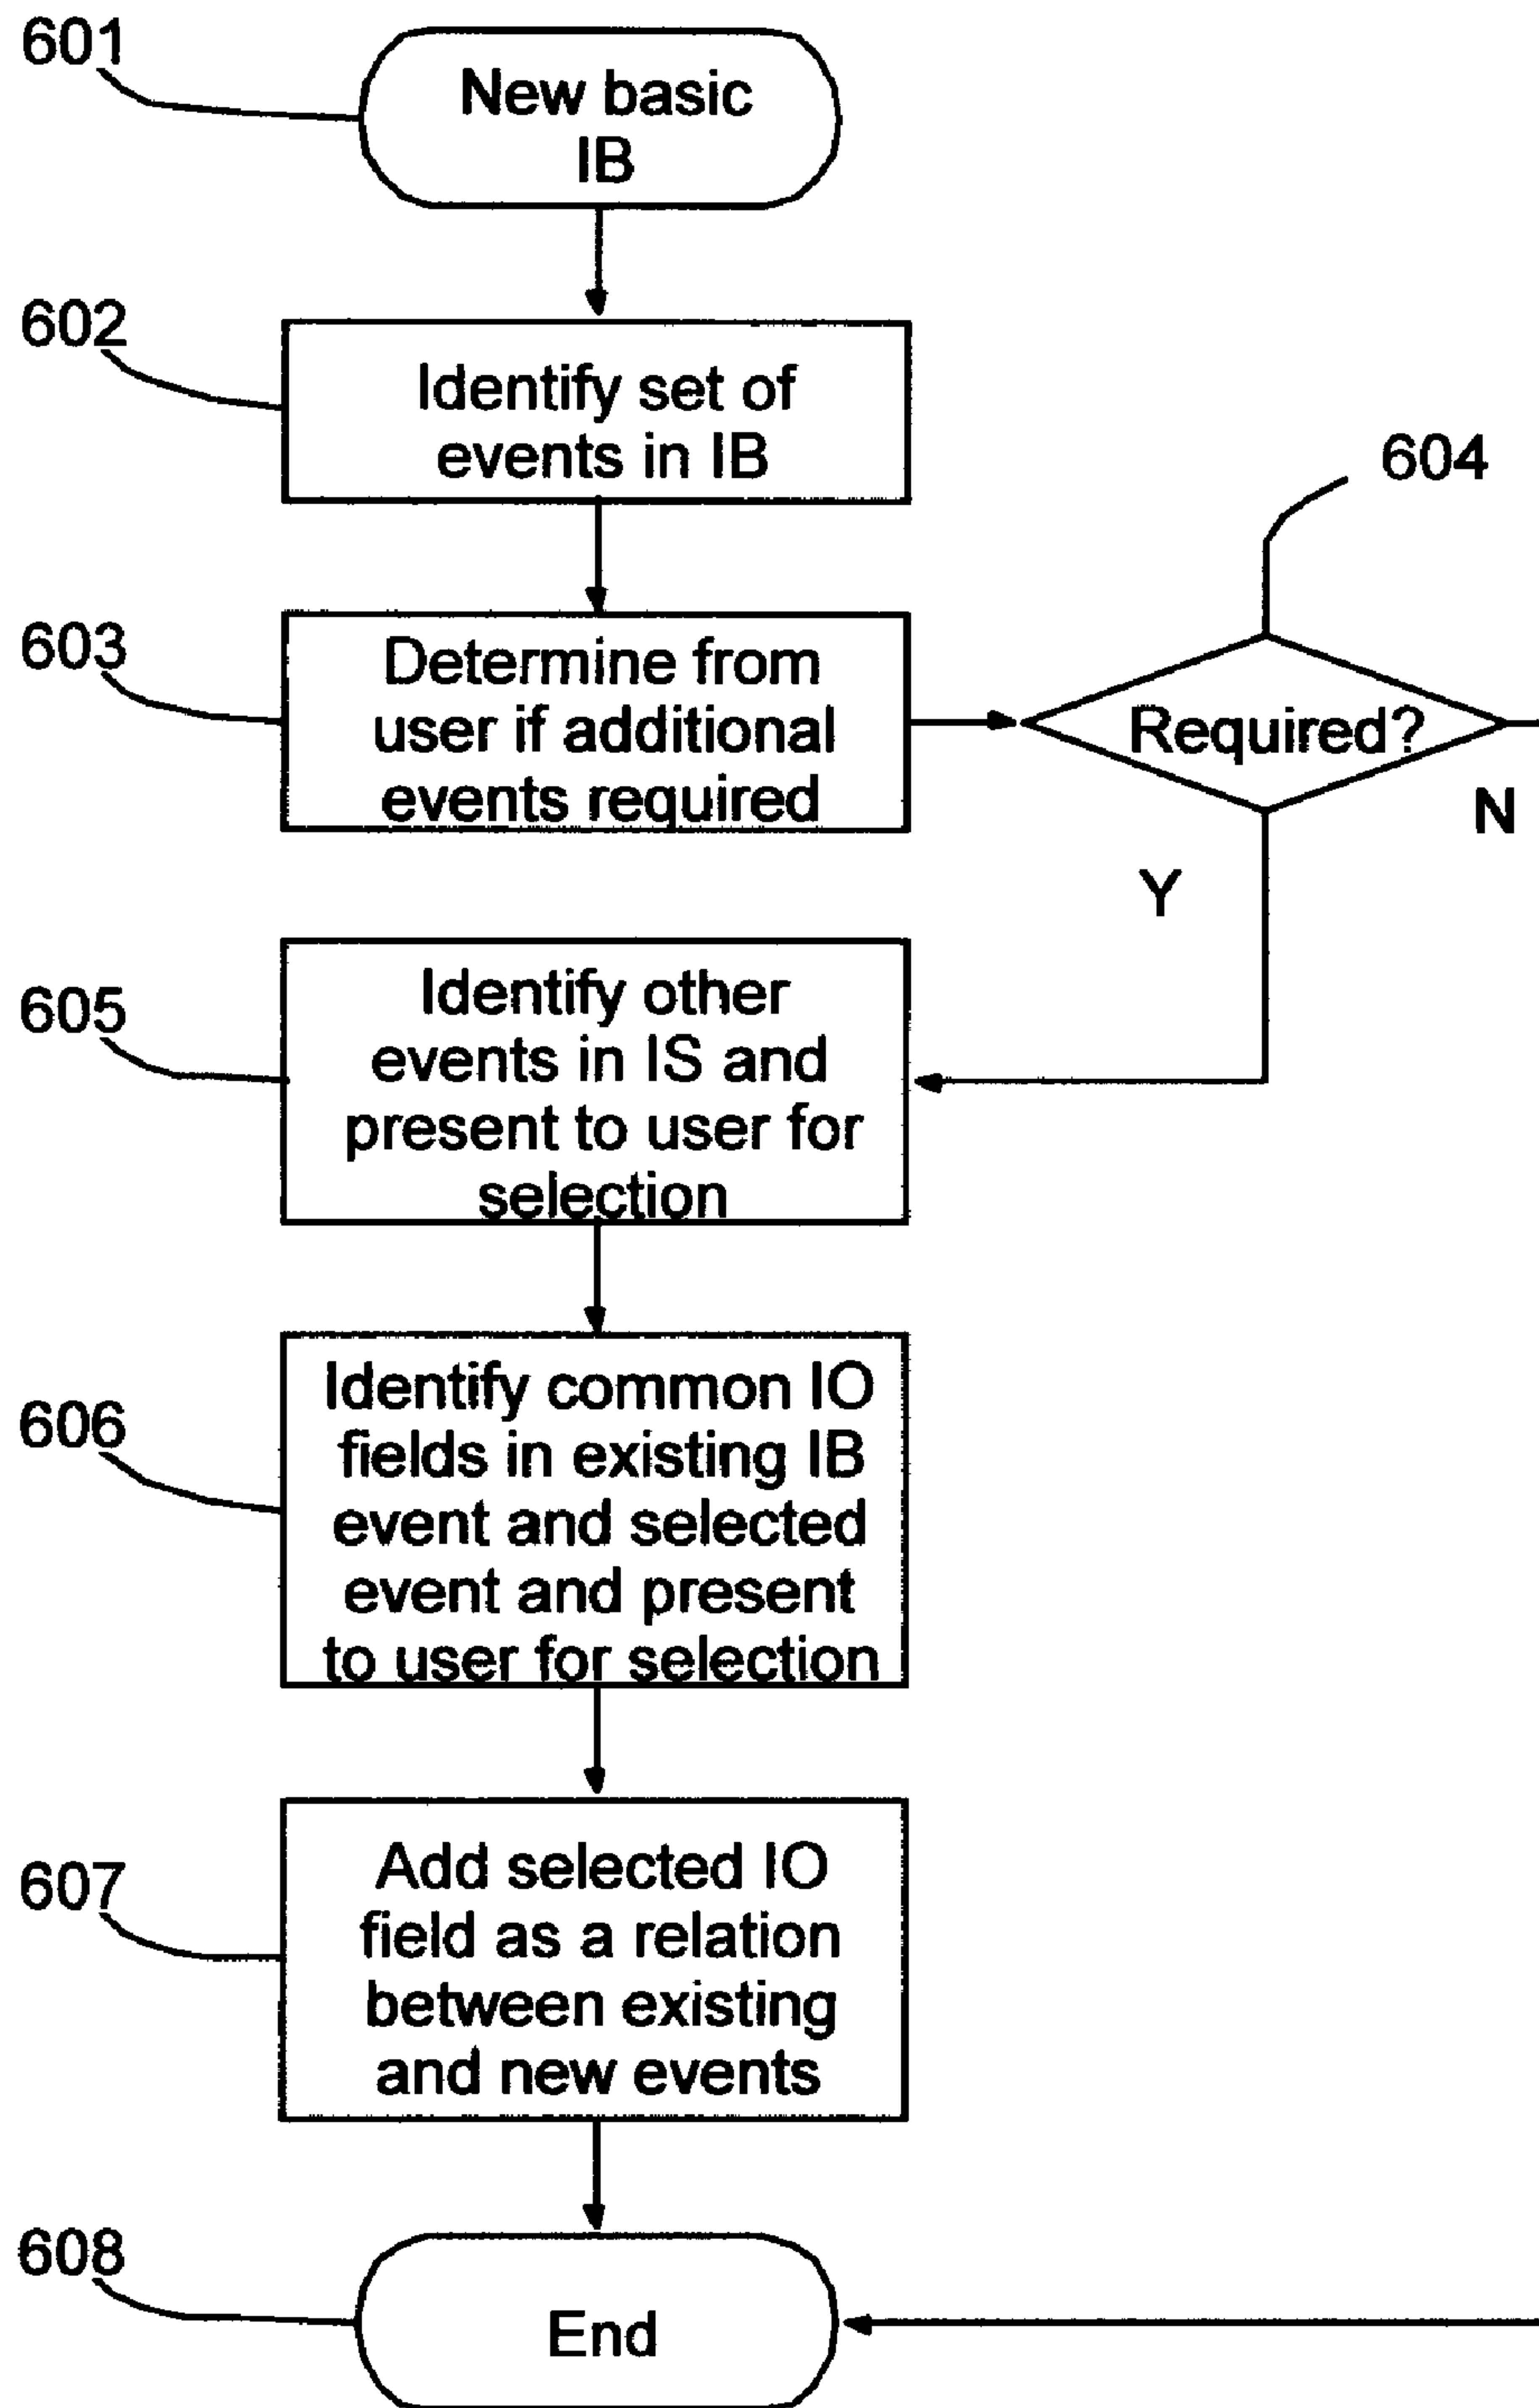 601
New basic
IB
602
Identify set of
events in IB
604
603
Determine from
user if additional
events required
Required?
N
Y
605
Identify other
events in IS and
present to user for
selection
606
Identify common IO
fields in existing IB
event and selected
event and present
to user for selection
607
Add selected IO
field as a relation
between existing
and new events
608
End